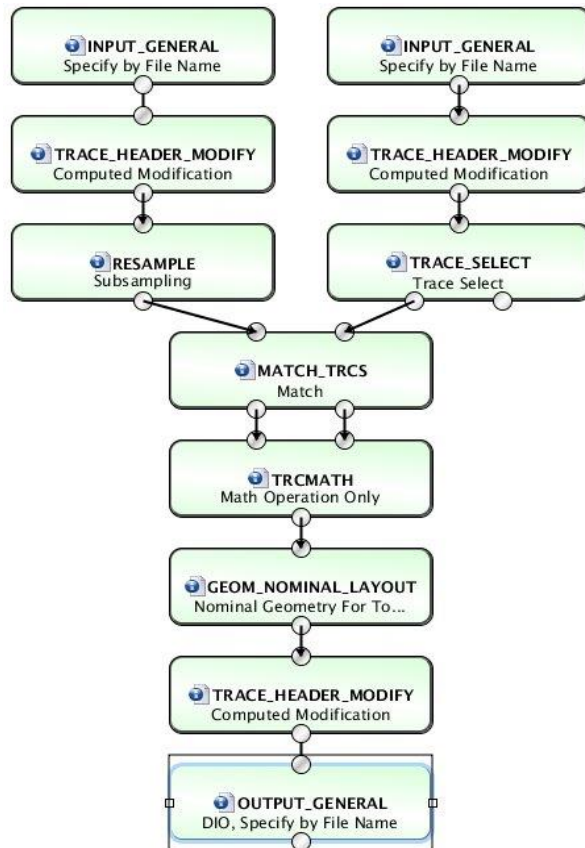 INPUT_GENERAL
Specify by File Name
INPUT_GENERAL
Specify by File Name
TRACE_HEADER_MODIFY
Computed Modification
TRACE_HEADER_MODIFY
Computed Modification
RESAMPLE
Subsampling
TRACE_SELECT
Trace Select
MATCH_TRCS
Match
TRCMATH
Math Operation Only
GEOM_NOMINAL_LAYOUT
Nominal Geometry For To...
TRACE_HEADER_MODIFY
Computed Modification
OUTPUT_GENERAL
DIO, Specify by File Name